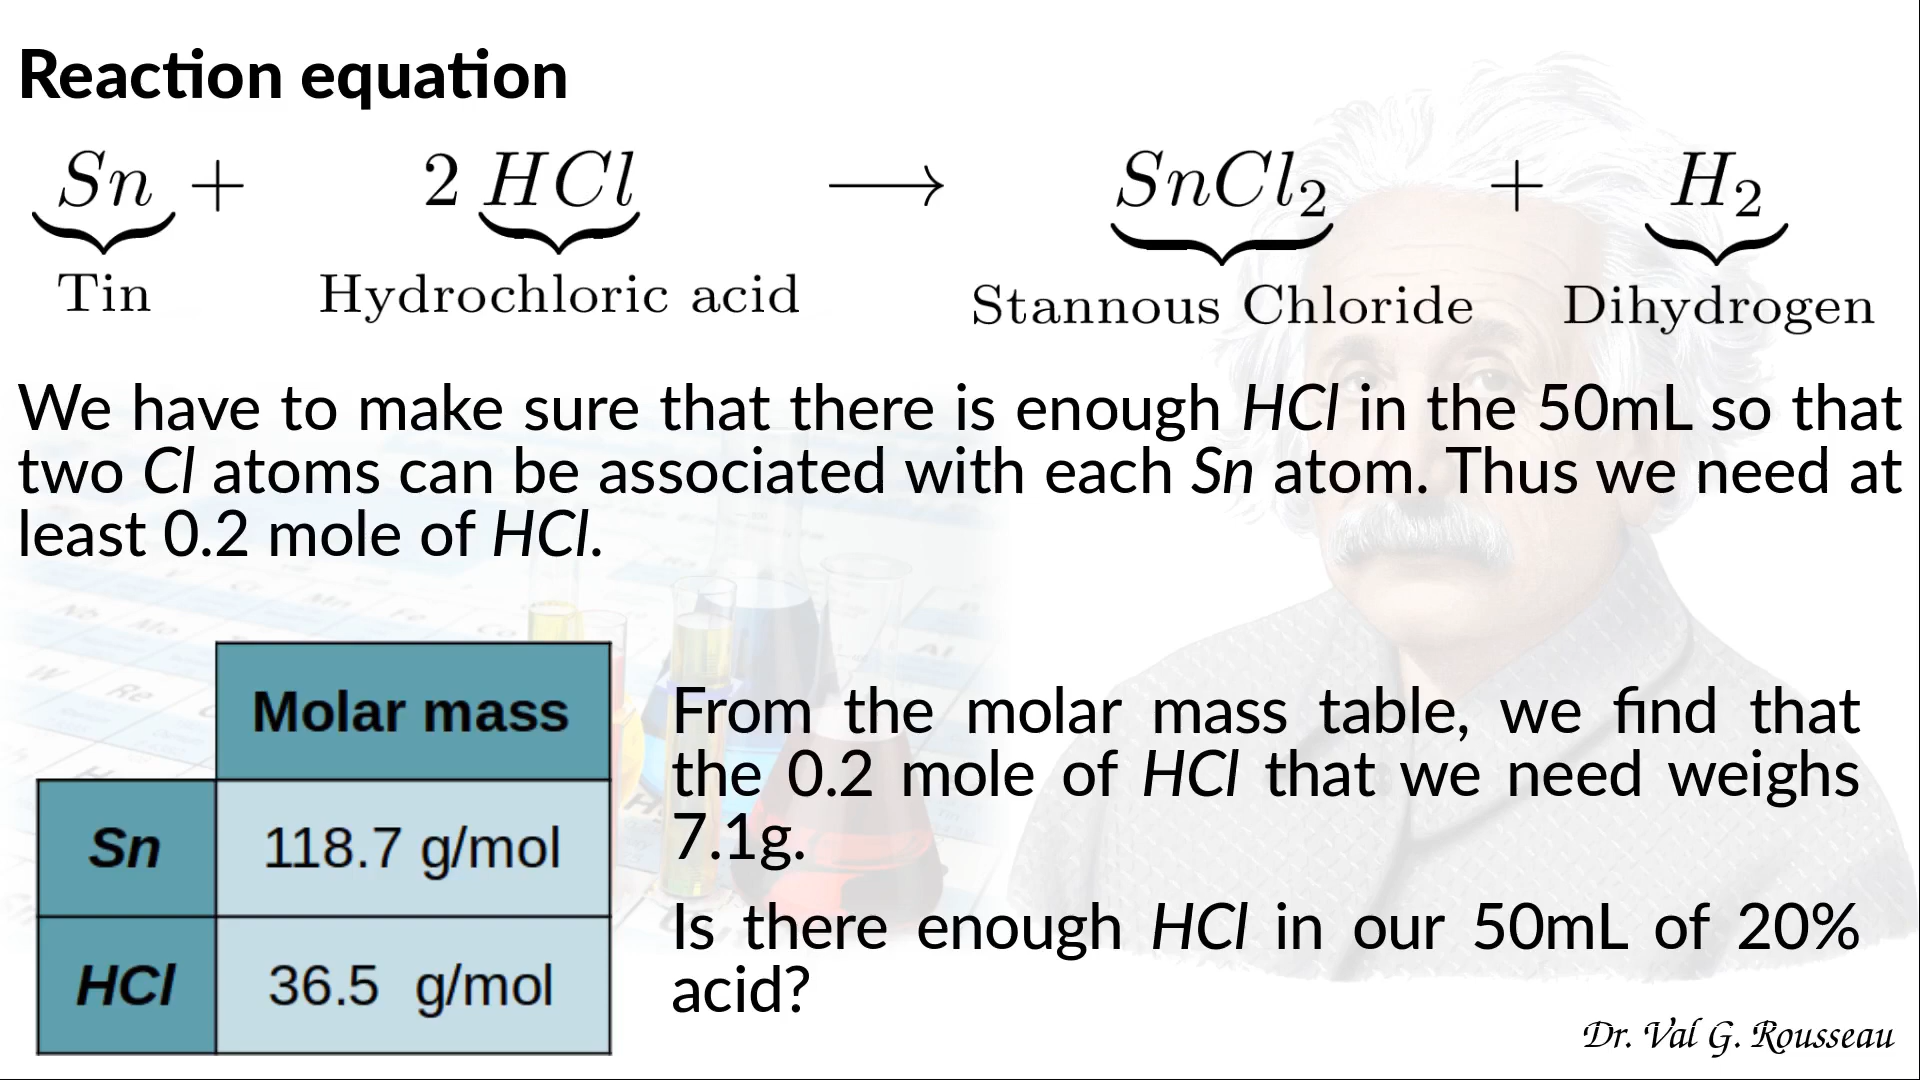 Reaction equation
Sn + 2 HCl ⟶ SnCl₂ + H₂
Tin Hydrochloric acid Stannous Chloride Dihydrogen
We have to make sure that there is enough HCl in the 50mL so that
two Cl atoms can be associated with each Sn atom. Thus we need at
least 0.2 mole of HCl.
Molar mass
Sn 118.7 g/mol
HCl 36.5 g/mol
From the molar mass table, we find that
the 0.2 mole of HCl that we need weighs
7.1g.
Is there enough HCl in our 50mL of 20%
acid?
Dr. Val G. Rousseau